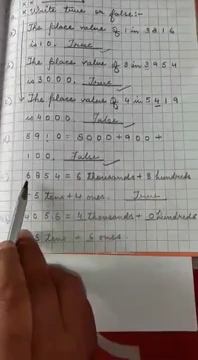 * Write true or false:-
a) The place value of 1 in 3816
is 10. True
b) The place value of 3 in 3954
is 3000. True
c) The place value of 4 in 5419
is 4000. False
d) 5910 = 5000 + 900 +
100. False
6954 = 6 thousands + 8 hundreds
5 tens + 4 ones. True
4056 = 4 thousands + 0 hundreds
5 tens + 6 ones.